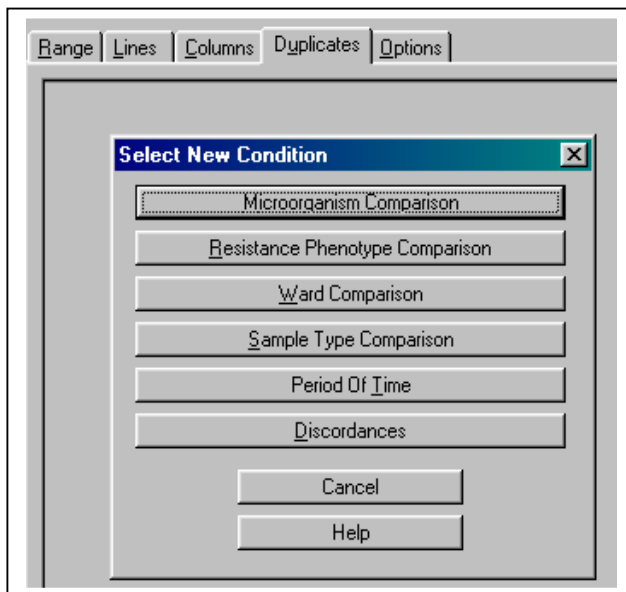 Range Lines Columns Duplicates Options
Select New Condition
Microorganism Comparison
Resistance Phenotype Comparison
Ward Comparison
Sample Type Comparison
Period Of Time
Discordances
Cancel
Help